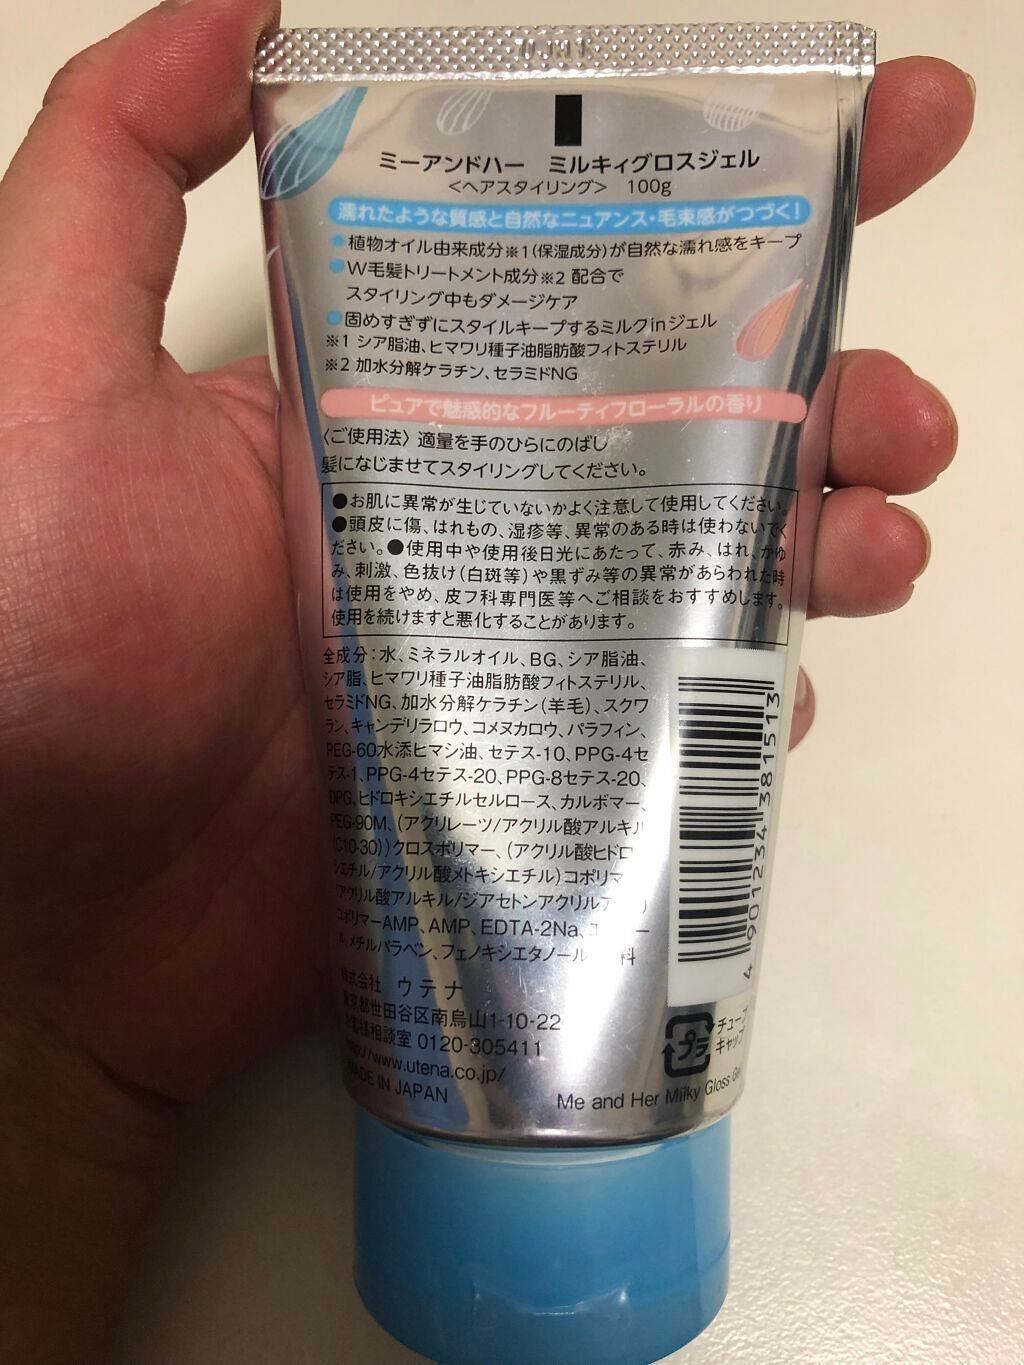 ミーアンドハー ミルキィグロスジェル
<ヘアスタイリング> 100g
濡れたような質感と自然なニュアンス・毛束感がつづく!
植物オイル由来成分※1(保湿成分)が自然な濡れ感をキープ
W毛髪トリートメント成分※2 配合で
スタイリング中もダメージケア
固めすぎずにスタイルキープするミルクinジェル
※1 シア脂油、ヒマワリ種子油脂肪酸フィトステリル
※2 加水分解ケラチン、セラミドNG
ピュアで魅惑的なフルーティフローラルの香り
〈ご使用法〉適量を手のひらにのばし
髪になじませてスタイリングしてください。
●お肌に異常が生じていないかよく注意して使用してください。
●頭皮に傷、はれもの、湿疹等、異常のある時は使わないでく
ださい。●使用中や使用後日光にあたって、赤み、はれ、かゆ
み、刺激、色抜け(白斑等)や黒ずみ等の異常があらわれた時
は使用をやめ、皮フ科専門医等へご相談をおすすめします。
使用を続けますと悪化することがあります。
全成分:水、ミネラルオイル、BG、シア脂油、
シア脂、ヒマワリ種子油脂肪酸フィトステリル、
セラミドNG、加水分解ケラチン(羊毛)、スクワ
ラン、キャンデリラロウ、コメヌカロウ、パラフィン、
PEG-60水添ヒマシ油、セテス-10、PPG-4セ
テス-1、PPG-4セテス-20、PPG-8セテス-20、
DPG、ヒドロキシエチルセルロース、カルボマー、
PEG-90M、(アクリレーツ/アクリル酸アルキル
(C10-30))クロスポリマー、(アクリル酸ヒドロ
シエチル/アクリル酸メトキシエチル)コポリマ
(アクリル酸アルキル/ジアセトンアクリルア
コポリマーAMP、AMP、EDTA-2Na、
メチルパラベン、フェノキシエタノール 料
株式会社 ウテナ
東京都世田谷区南烏山1-10-22
お客様相談室 0120-305411
http://www.utena.co.jp/
MADE IN JAPAN
4 901234 381513
プラ
チューブ
キャップ
Me and Her Milky Gloss Gel